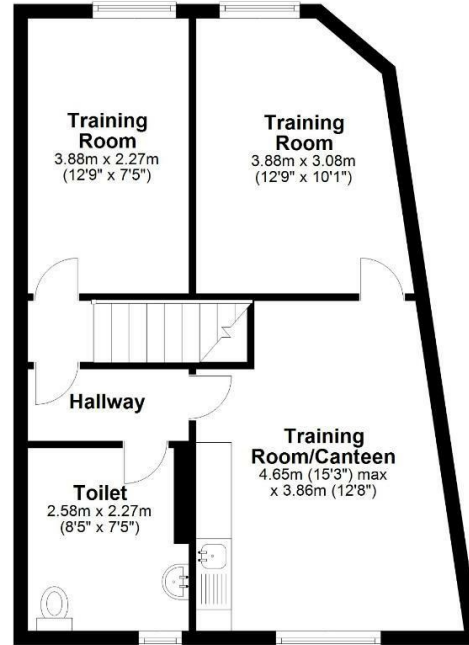 Training
Room
3.88m x 2.27m
(12'9" x 7'5")
Training
Room
3.88m x 3.08m
(12'9" x 10'1")
Hallway
Training
Room/Canteen
4.65m (15'3") max
x 3.86m (12'8")
Toilet
2.58m x 2.27m
(8'5" x 7'5")